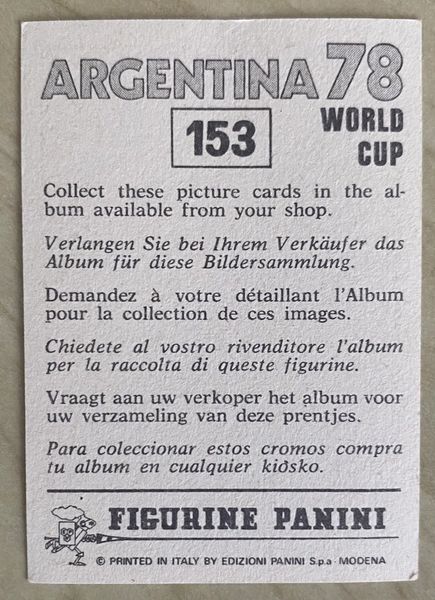 ARGENTINA 78
153
WORLD
CUP
Collect these picture cards in the al-
bum available from your shop.
Verlangen Sie bei Ihrem Verkäufer das
Album für diese Bildersammlung.
Demandez à votre détaillant l'Album
pour la collection de ces images.
Chiedete al vostro rivenditore l'album
per la raccolta di queste figurine.
Vraagt aan uw verkoper het album voor
uw verzameling van deze prentjes.
Para coleccionar estos cromos compra
tu album en cualquier kiosko.
FIGURINE PANINI
© PRINTED IN ITALY BY EDIZIONI PANINI S.p.a - MODENA